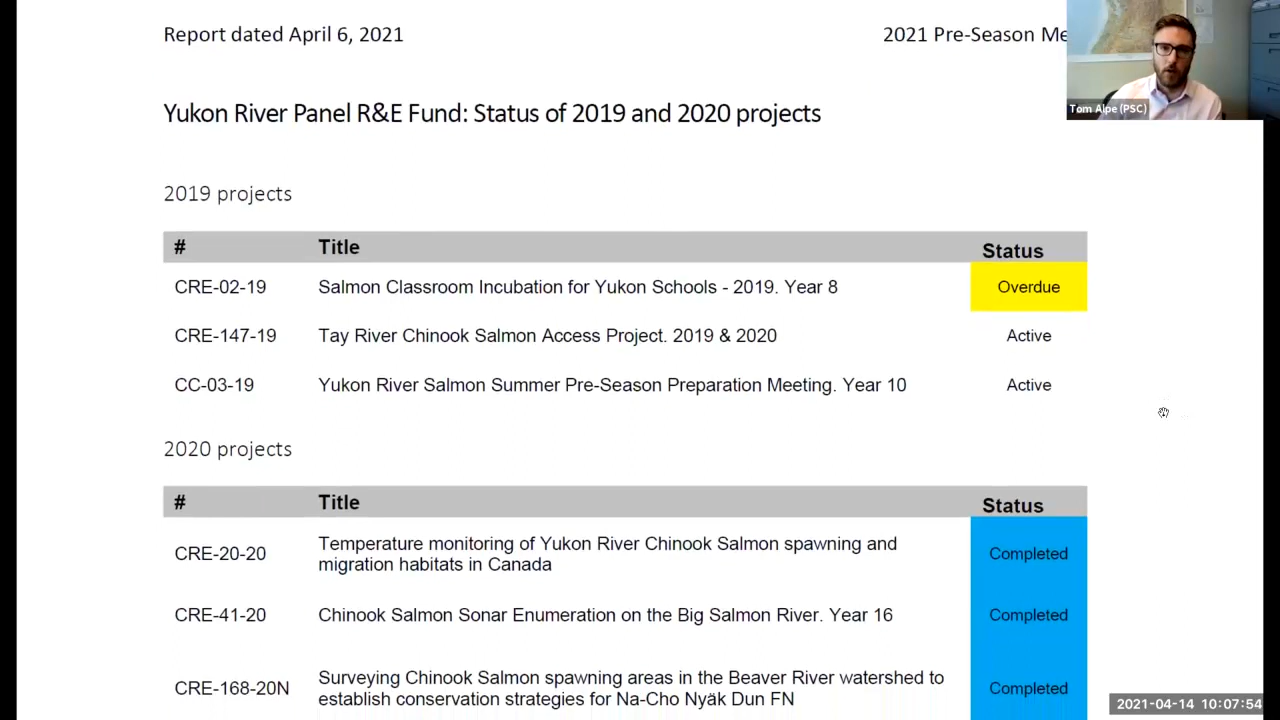 Report dated April 6, 2021
2021 Pre-Season Me
Tom Alpe (PSC)
Yukon River Panel R&E Fund: Status of 2019 and 2020 projects
2019 projects
# Title Status
CRE-02-19 Salmon Classroom Incubation for Yukon Schools - 2019. Year 8 Overdue
CRE-147-19 Tay River Chinook Salmon Access Project. 2019 & 2020 Active
CC-03-19 Yukon River Salmon Summer Pre-Season Preparation Meeting. Year 10 Active
2020 projects
# Title Status
CRE-20-20 Temperature monitoring of Yukon River Chinook Salmon spawning and
migration habitats in Canada Completed
CRE-41-20 Chinook Salmon Sonar Enumeration on the Big Salmon River. Year 16 Completed
CRE-168-20N Surveying Chinook Salmon spawning areas in the Beaver River watershed to
establish conservation strategies for Na-Cho Nyäk Dun FN Completed
2021-04-14 10:07:54